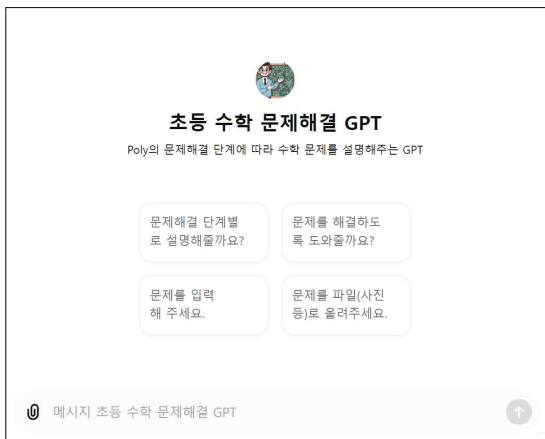 초등 수학 문제해결 GPT
Poly의 문제해결 단계에 따라 수학 문제를 설명해주는 GPT
문제해결 단계별
로 설명해줄까요?
문제를 해결하도
록 도와줄까요?
문제를 입력
해 주세요.
문제를 파일(사진
등)로 올려주세요.
메시지 초등 수학 문제해결 GPT